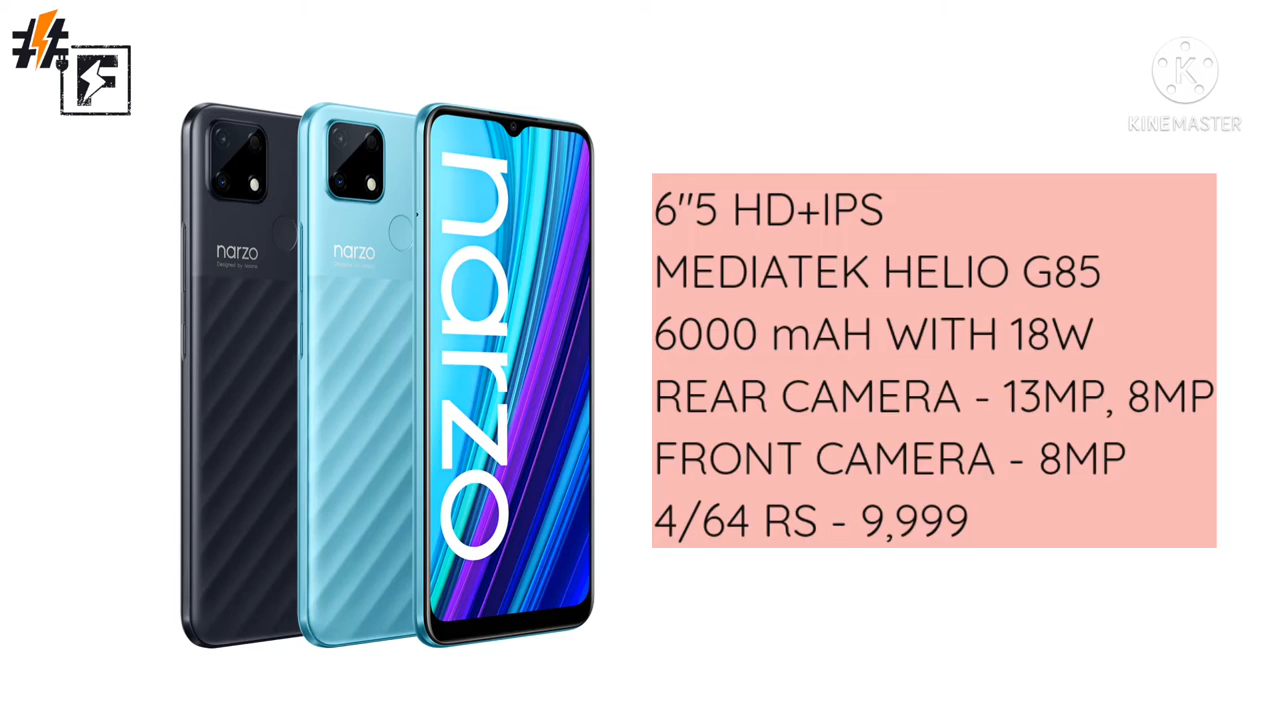 K
KINEMASTER
#
F
narzo
narzo
narzo
6"5 HD+IPS
MEDIATEK HELIO G85
6000 mAH WITH 18W
REAR CAMERA - 13MP, 8MP
FRONT CAMERA - 8MP
4/64 RS - 9,999